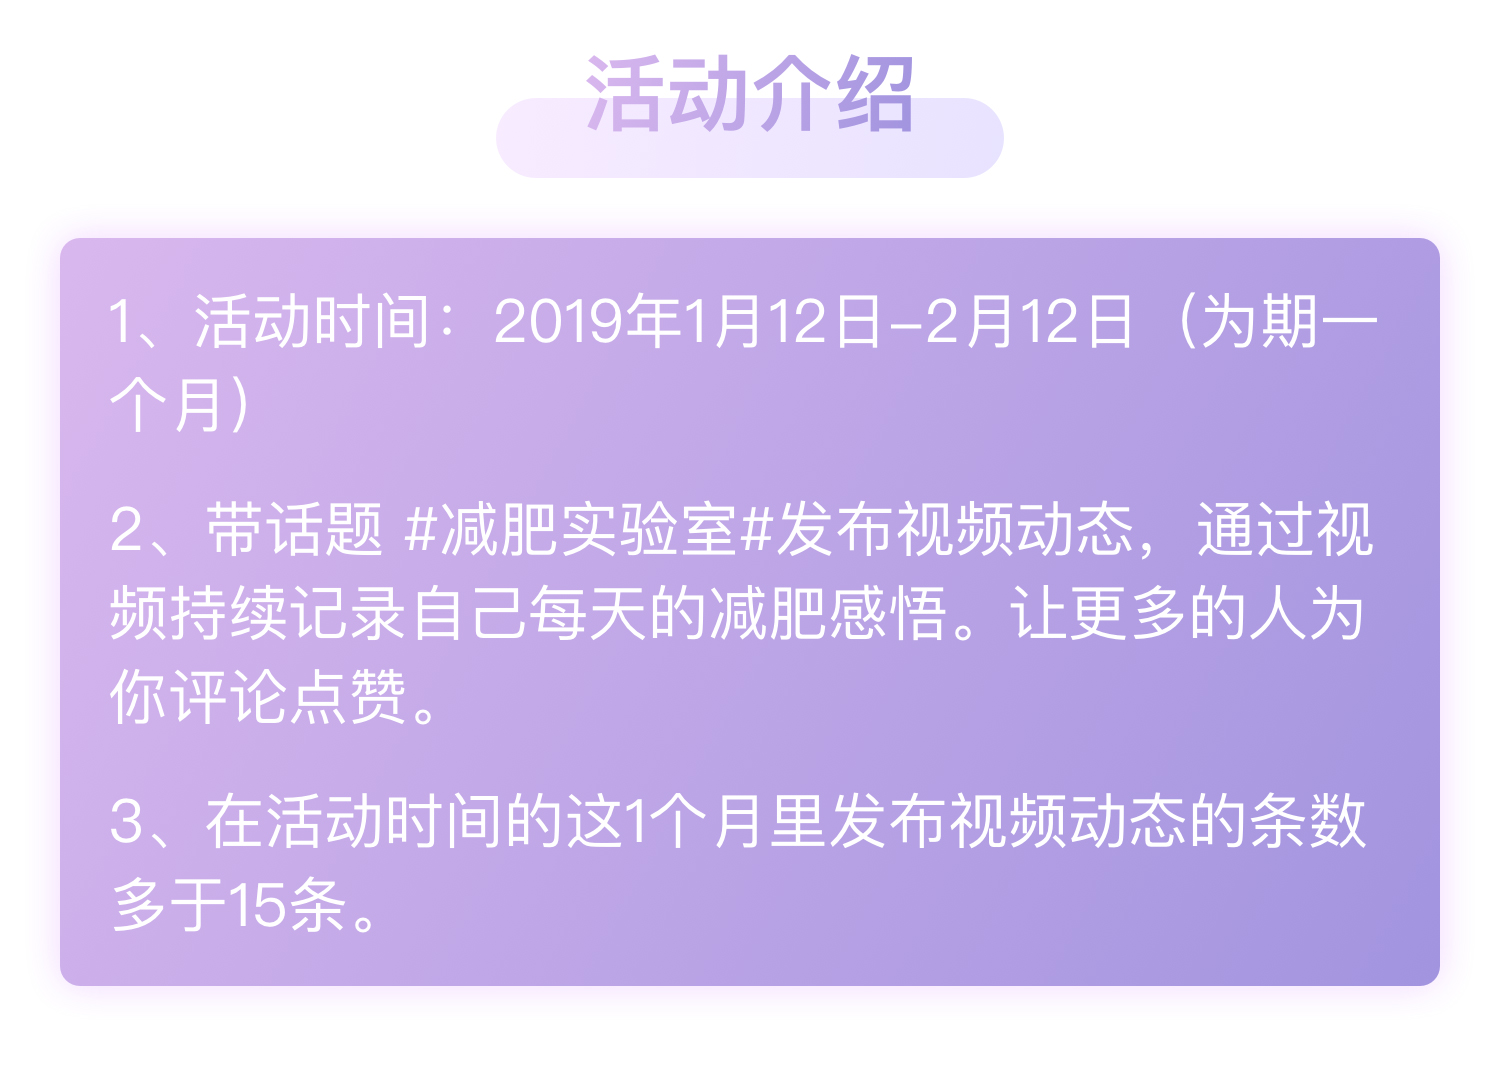 活动介绍
1、活动时间：2019年1月12日-2月12日（为期一
个月）
2、带话题 #减肥实验室#发布视频动态，通过视
频持续记录自己每天的减肥感悟。让更多的人为
你评论点赞。
3、在活动时间的这1个月里发布视频动态的条数
多于15条。